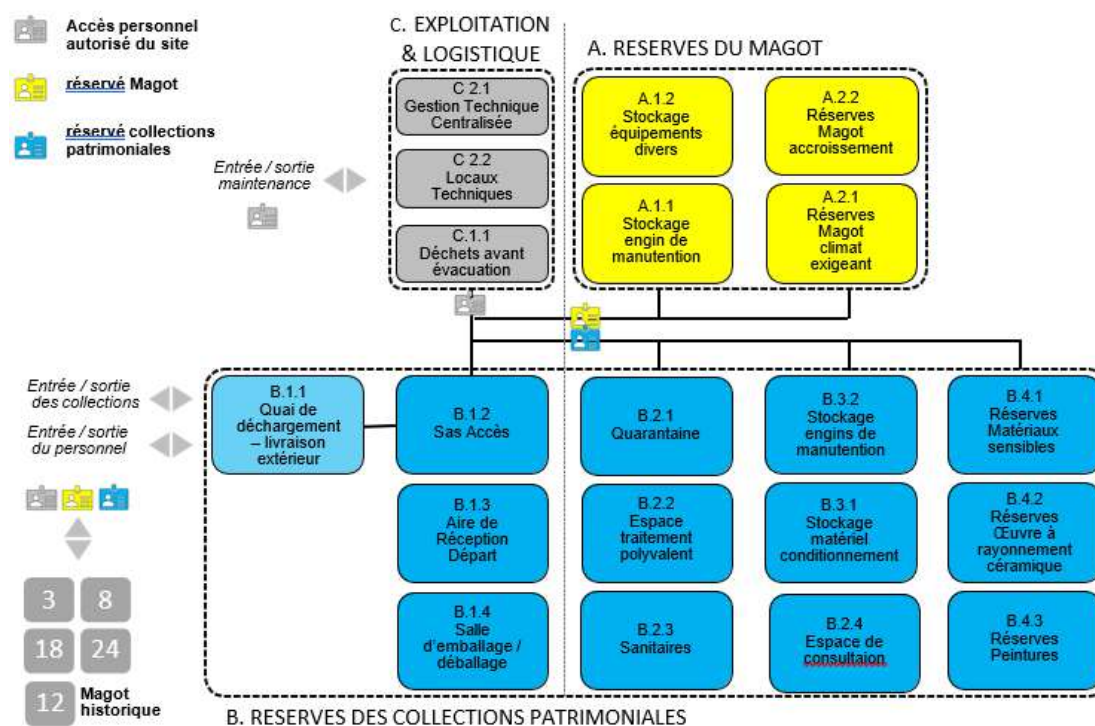 Accès personnel
autorisé du site
réservé Magot
réservé collections
patrimoniales
C. EXPLOITATION
& LOGISTIQUE
A. RESERVES DU MAGOT
C 2.1
Gestion Technique
Centralisée
C 2.2
Locaux
Techniques
C.1.1
Déchets avant
évacuation
Entrée / sortie
maintenance
A.1.2
Stockage
équipements
divers
A.2.2
Réserves
Magot
accroissement
A.1.1
Stockage
engin de
manutention
A.2.1
Réserves
Magot
climat
exigeant
Entrée / sortie
des collections
Entrée / sortie
du personnel
B.1.1
Quai de
déchargement
– livraison
extérieur
B.1.2
Sas Accès
B.2.1
Quarantaine
B.3.2
Stockage
engins de
manutention
B.4.1
Réserves
Matériaux
sensibles
B.1.3
Aire de
Réception
Départ
B.2.2
Espace
traitement
polyvalent
B.3.1
Stockage
matériel
conditionnement
B.4.2
Réserves
Œuvre à
rayonnement
céramique
B.1.4
Salle
d'emballage /
déballage
B.2.3
Sanitaires
B.2.4
Espace de
consultaion
B.4.3
Réserves
Peintures
3 8
18 24
12 Magot
historique
B. RESERVES DES COLLECTIONS PATRIMONIALES